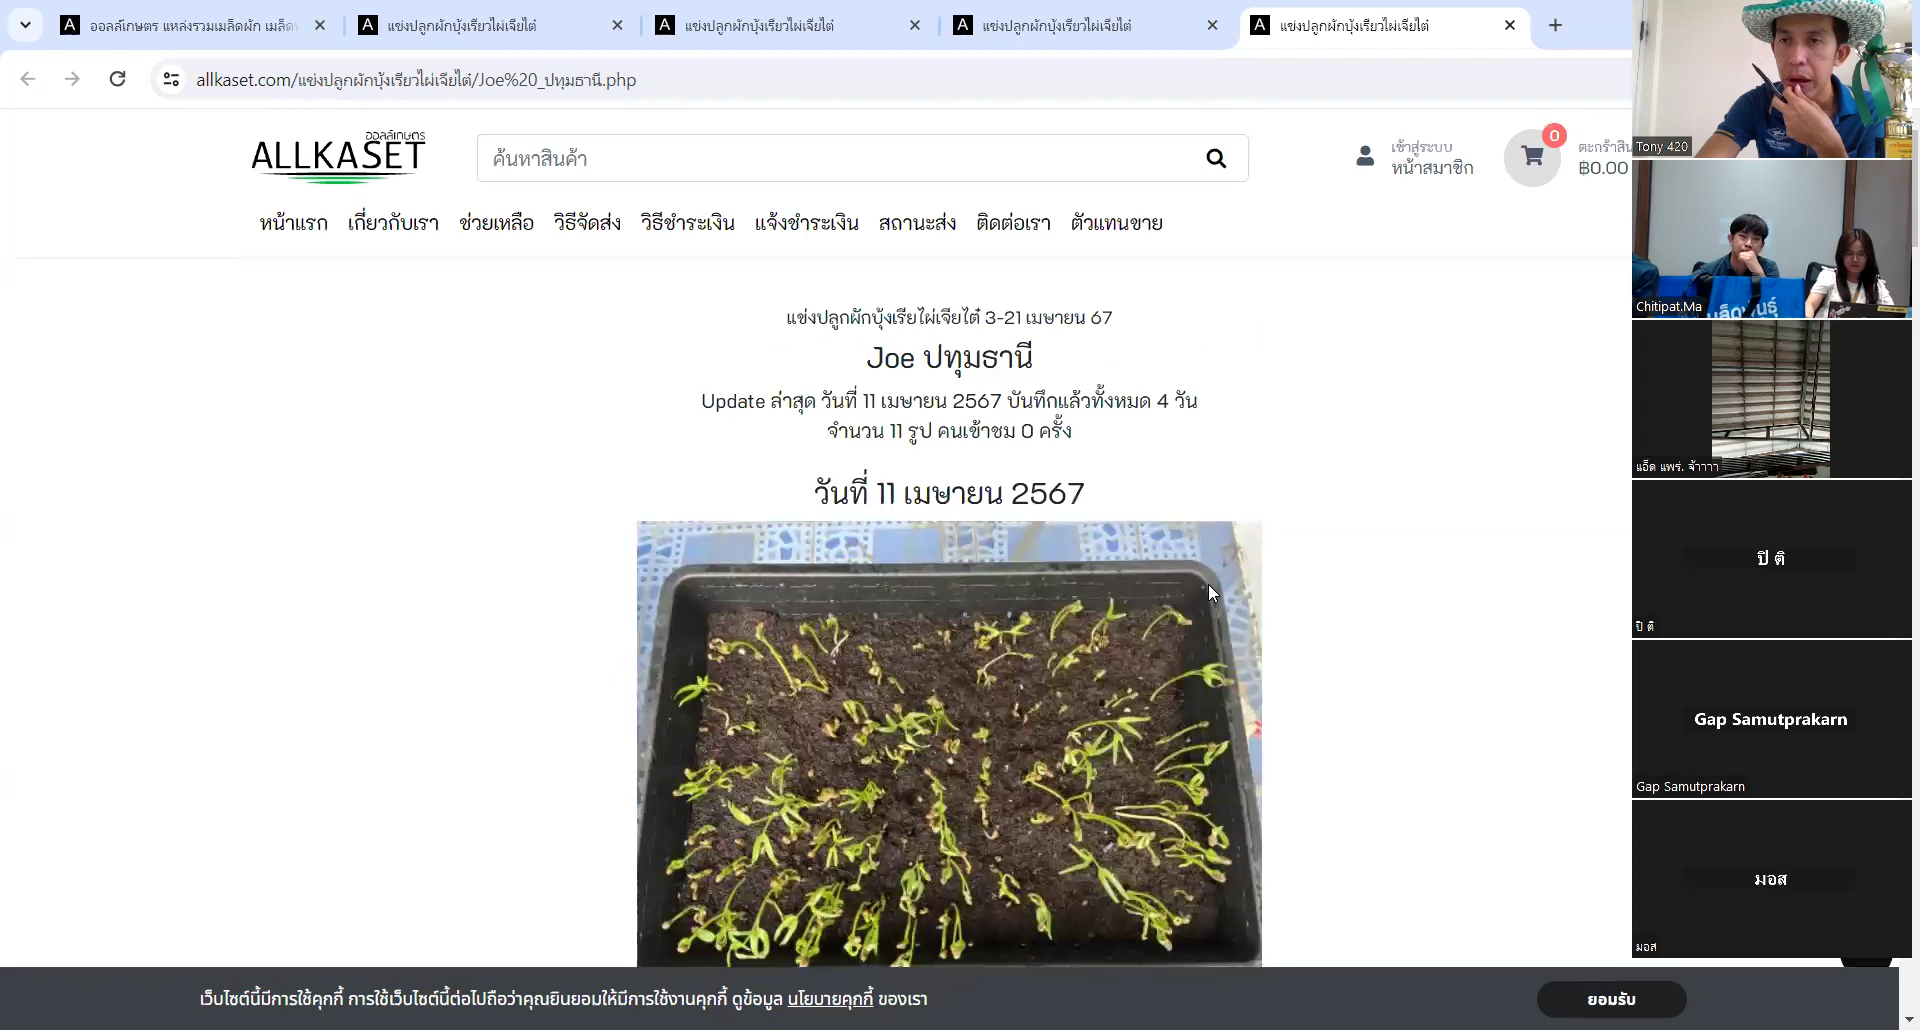 ออลล์เกษตร แหล่งรวมเมล็ดผัก เมล็ด
แข่งปลูกผักบุ้งเรียวไผ่เจียไต๋
แข่งปลูกผักบุ้งเรียวไผ่เจียไต๋
แข่งปลูกผักบุ้งเรียวไผ่เจียไต๋
แข่งปลูกผักบุ้งเรียวไผ่เจียไต๋
allkaset.com/แข่งปลูกผักบุ้งเรียวไผ่เจียไต๋/Joe%20_ปทุมธานี.php
ออลล์เกษตร
ALLKASET
ค้นหาสินค้า
เข้าสู่ระบบ
หน้าสมาชิก
0
ตะกร้าสิน
฿0.00
หน้าแรก เกี่ยวกับเรา ช่วยเหลือ วิธีจัดส่ง วิธีชำระเงิน แจ้งชำระเงิน สถานะส่ง ติดต่อเรา ตัวแทนขาย
แข่งปลูกผักบุ้งเรียไผ่เจียไต๋ 3-21 เมษายน 67
Joe ปทุมธานี
Update ล่าสุด วันที่ 11 เมษายน 2567 บันทึกแล้วทั้งหมด 4 วัน
จำนวน 11 รูป คนเข้าชม 0 ครั้ง
วันที่ 11 เมษายน 2567
Tony 420
Chitipat.Ma
แอ็ด แพร่. จ้าาาา
ปิ ติ
ปิ ติ
Gap Samutprakarn
Gap Samutprakarn
มอส
มอส
เว็บไซต์นี้มีการใช้คุกกี้ การใช้เว็บไซต์นี้ต่อไปถือว่าคุณยินยอมให้มีการใช้งานคุกกี้ ดูข้อมูล นโยบายคุกกี้ ของเรา
ยอมรับ